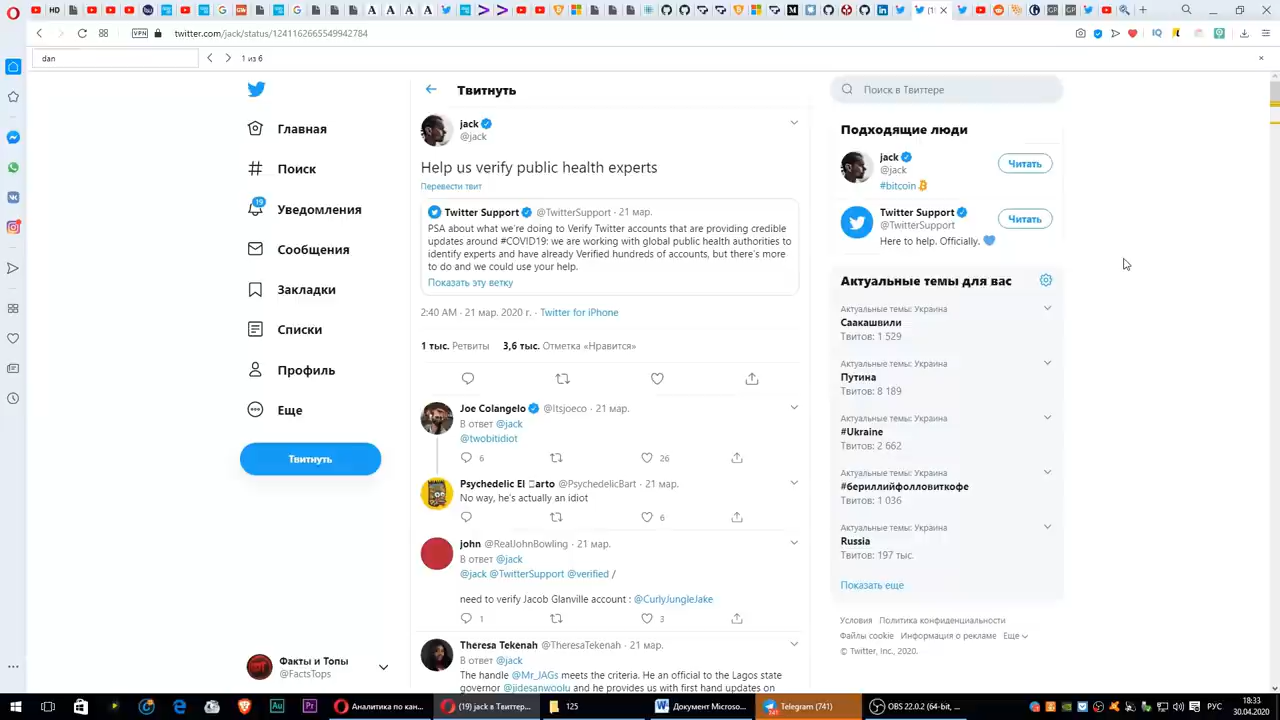 HD
VPN
twitter.com/jack/status/1241162665549942784
dan
1 из 6
Главная
Поиск
19
Уведомления
Сообщения
Закладки
Списки
Профиль
Еще
Твитнуть
Факты и Топы
@FactsTops
Твитнуть
jack
@jack
Help us verify public health experts
Перевести твит
Twitter Support @TwitterSupport · 21 мар.
PSA about what we're doing to Verify Twitter accounts that are providing credible
updates around #COVID19: we are working with global public health authorities to
identify experts and have already Verified hundreds of accounts, but there's more
to do and we could use your help.
Показать эту ветку
2:40 AM · 21 мар. 2020 г. · Twitter for iPhone
1 тыс. Ретвиты 3,6 тыс. Отметка «Нравится»
Joe Colangelo @Itsjoeco · 21 мар.
В ответ @jack
@twobitidiot
6 26
Psychedelic El Barto @PsychedelicBart · 21 мар.
No way, he's actually an idiot
6
john @RealJohnBowling · 21 мар.
В ответ @jack
@jack @TwitterSupport @verified /
need to verify Jacob Glanville account : @CurlyJungleJake
1 3
Theresa Tekenah @TheresaTekenah · 21 мар.
В ответ @jack
The handle @Mr_JAGs meets the criteria. He an official to the Lagos state
governor @jidesanwoolu and he provides us with first hand updates on
Поиск в Твиттере
Подходящие люди
jack
@jack
#bitcoin
Читать
Twitter Support
@TwitterSupport
Here to help. Officially.
Читать
Актуальные темы для вас
Актуальные темы: Украина
Саакашвили
Твитов: 1 529
Актуальные темы: Украина
Путина
Твитов: 8 189
Актуальные темы: Украина
#Ukraine
Твитов: 2 662
Актуальные темы: Украина
#бериллийфолловиткофе
Твитов: 1 036
Актуальные темы: Украина
Russia
Твитов: 197 тыс.
Показать еще
Условия Политика конфиденциальности
Файлы cookie Информация о рекламе Еще
© Twitter, Inc., 2020.
Au
Pr
Аналитика по кан...
(19) jack в Твиттер...
125
Документ Micros...
Telegram (741)
OBS 22.0.2 (64-bit, ...
РУС
18:33
30.04.2020